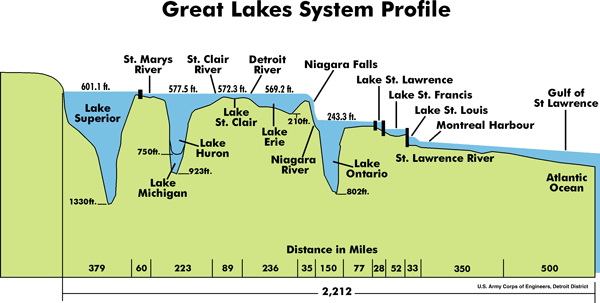 Great Lakes System Profile
St. Marys
River
St. Clair
River
Detroit
River
Niagara Falls
601.1 ft.
577.5 ft.
572.3 ft.
569.2 ft.
243.3 ft.
Lake St. Lawrence
Lake St. Francis
Lake St. Louis
Montreal Harbour
Gulf of
St Lawrence
Lake
Superior
Lake
St. Clair
Lake
Erie
210ft.
Lake
Huron
750ft.
Lake
Michigan
923ft.
Niagara
River
Lake
Ontario
802ft.
St. Lawrence River
Atlantic
Ocean
1330ft.
Distance in Miles
379 60 223 89 236 35 150 77 28 52 33 350 500
U.S. Army Corps of Engineers, Detroit District
2,212